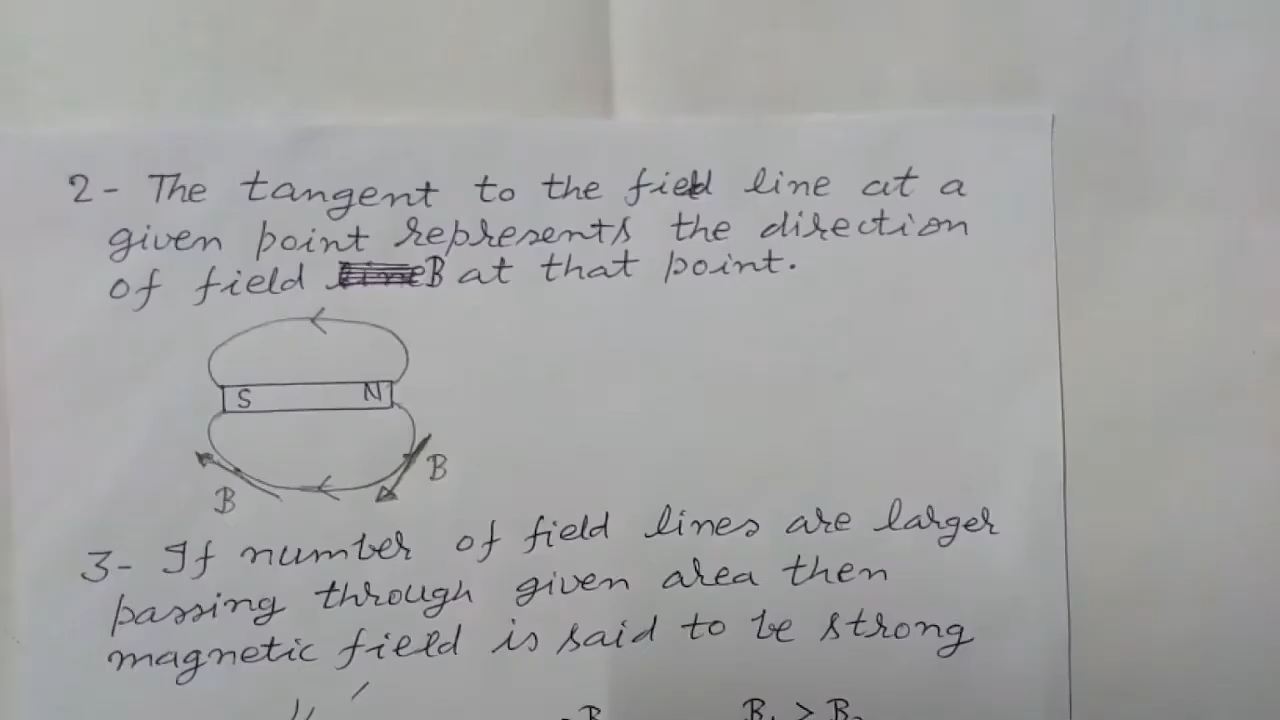 2- The tangent to the field line at a
given point represents the direction
of field B at that point.
S N
B
B
3- If number of field lines are larger
passing through given area then
magnetic field is said to be strong
B B₁ > B₂